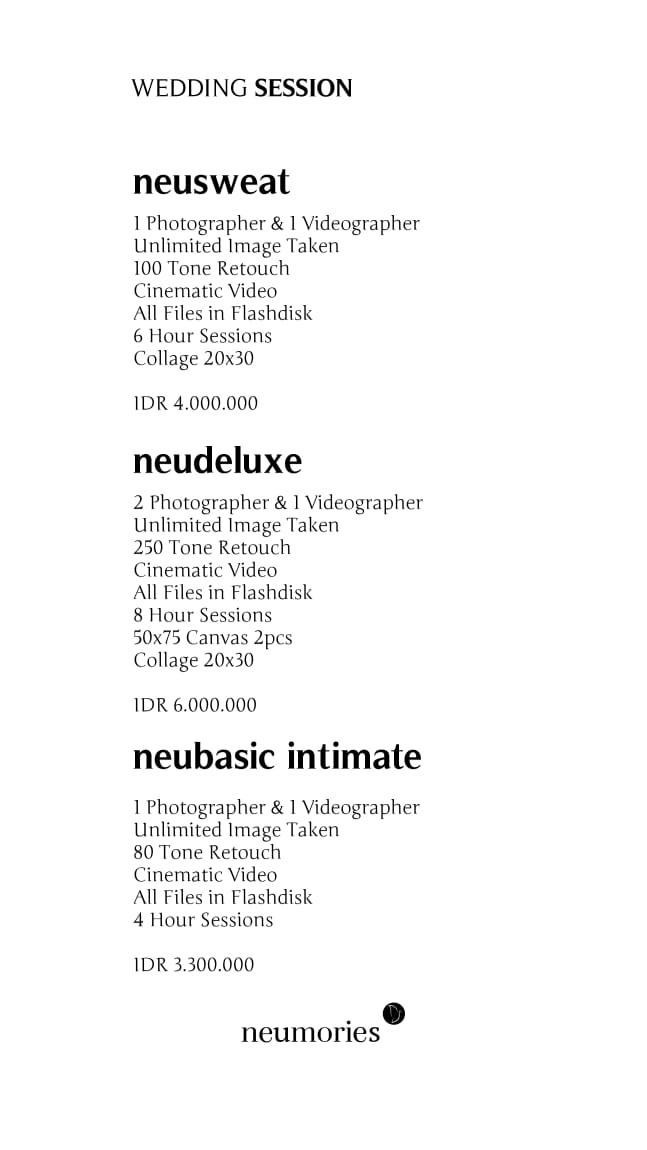 WEDDING SESSION
neusweat
1 Photographer & 1 Videographer
Unlimited Image Taken
100 Tone Retouch
Cinematic Video
All Files in Flashdisk
6 Hour Sessions
Collage 20x30
IDR 4.000.000
neudeluxe
2 Photographer & 1 Videographer
Unlimited Image Taken
250 Tone Retouch
Cinematic Video
All Files in Flashdisk
8 Hour Sessions
50x75 Canvas 2pcs
Collage 20x30
IDR 6.000.000
neubasic intimate
1 Photographer & 1 Videographer
Unlimited Image Taken
80 Tone Retouch
Cinematic Video
All Files in Flashdisk
4 Hour Sessions
IDR 3.300.000
neumories